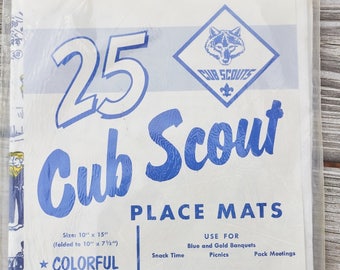 25
CUB SCOUTS
Cub Scout
PLACE MATS
Size: 10" x 15"
(folded to 10" x 7½")
USE FOR
Blue and Gold Banquets
Snack Time Picnics Pack Meetings
★ COLORFUL